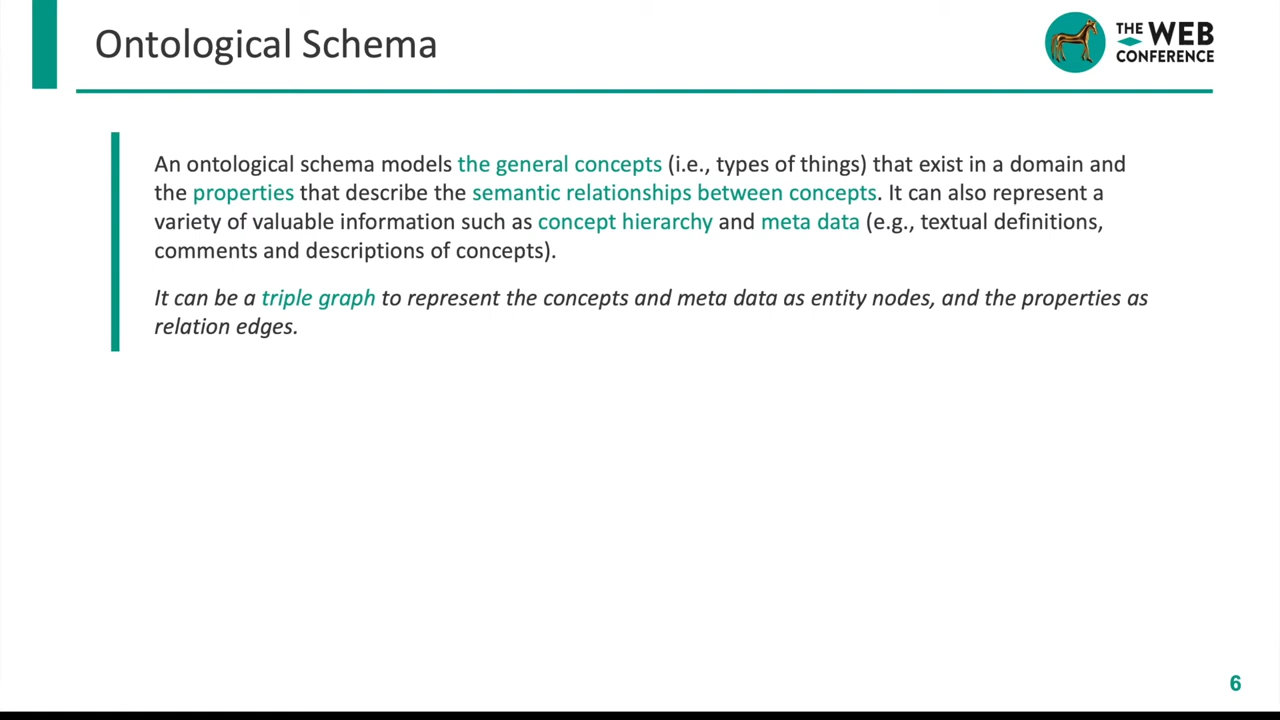 Ontological Schema
THE WEB
CONFERENCE
An ontological schema models the general concepts (i.e., types of things) that exist in a domain and
the properties that describe the semantic relationships between concepts. It can also represent a
variety of valuable information such as concept hierarchy and meta data (e.g., textual definitions,
comments and descriptions of concepts).
It can be a triple graph to represent the concepts and meta data as entity nodes, and the properties as
relation edges.
6